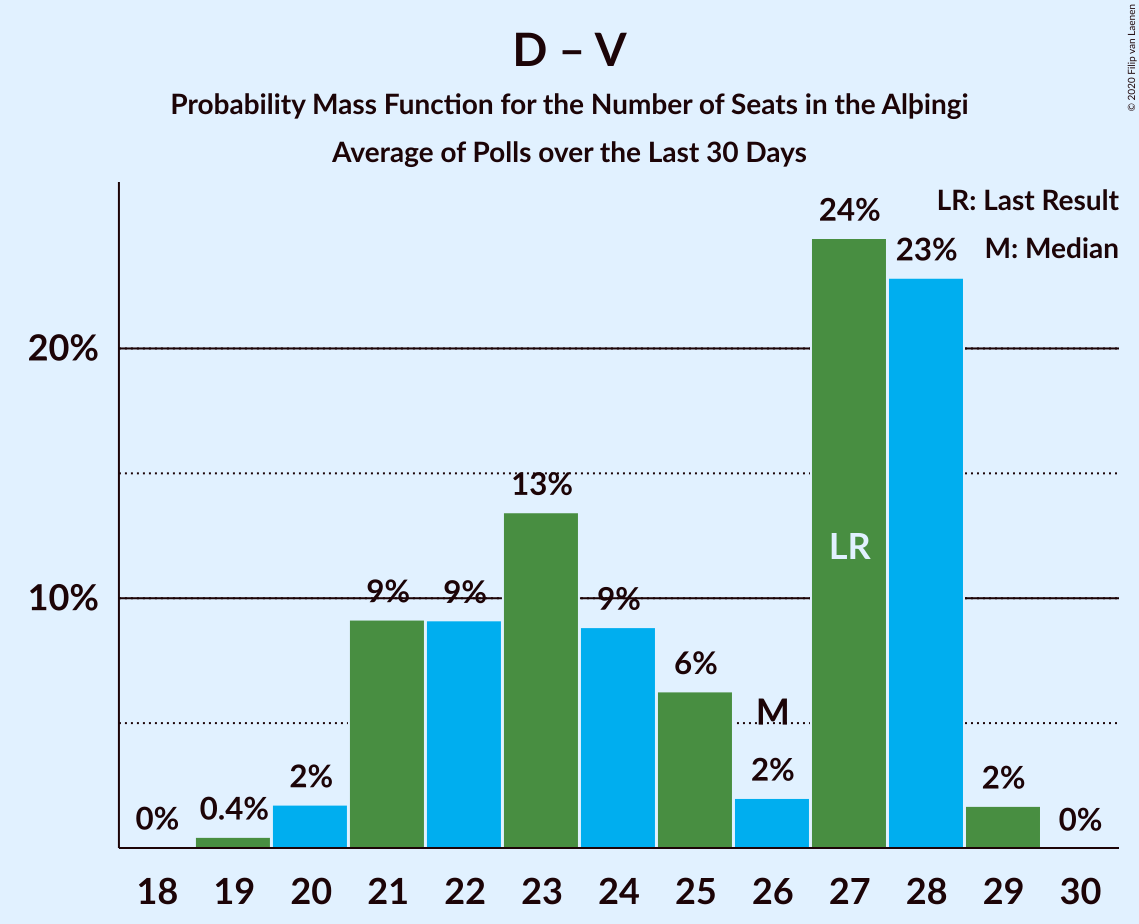 D – V
Probability Mass Function for the Number of Seats in the Alþingi
Average of Polls over the Last 30 Days
© 2020 Filip van Laenen
LR: Last Result
M: Median
20%
10%
0%
0.4%
2%
9%
9%
13%
9%
6%
M
2%
24%
LR
23%
2%
0%
18 19 20 21 22 23 24 25 26 27 28 29 30